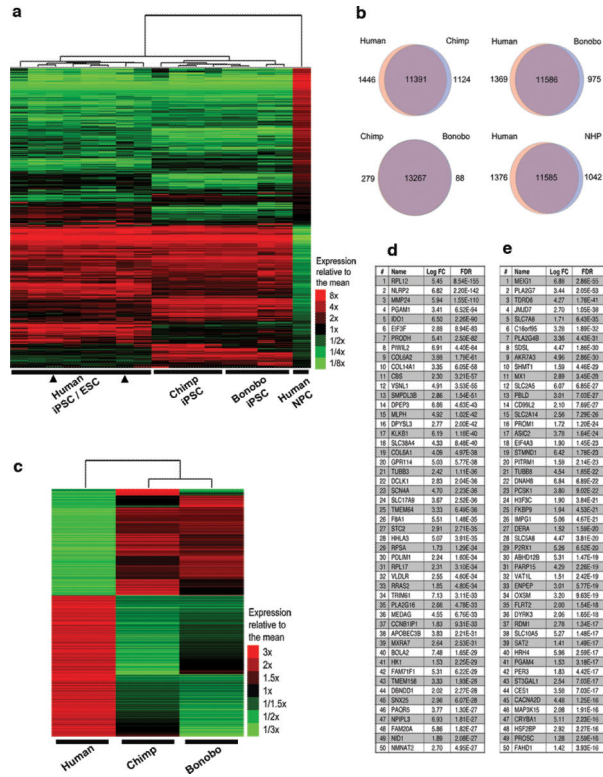 a
Expression
relative to
the mean
8x
4x
2x
1x
1/2x
1/4x
1/8x
Human
iPSC / ESC
Chimp
iPSC
Bonobo
iPSC
Human
NPC
b
Human
Chimp
1446
11391
1124
Human
Bonobo
1369
11586
975
Chimp
Bonobo
279
13267
88
Human
NHP
1376
11585
1042
c
Expression
relative to
the mean
3x
2x
1.5x
1x
1/1.5x
1/2x
1/3x
Human
Chimp
Bonobo
d
# Name Log FC FDR
1 RPL12 5.45 8.54E-155
2 NLRP2 6.82 2.20E-142
3 MMP24 5.94 1.55E-110
4 PGAM1 3.41 6.52E-94
5 IDO1 6.50 2.26E-90
6 EIF3F 2.88 8.94E-83
7 PRODH 5.41 2.50E-82
8 PIWIL2 6.91 4.45E-64
9 COL6A2 3.68 1.79E-61
10 COL14A1 3.35 6.05E-58
11 CBS 2.30 3.21E-57
12 VSNL1 4.91 3.53E-55
13 SMPDL3B 2.86 1.54E-51
14 DPEP3 6.86 4.63E-43
15 MLPH 4.92 1.02E-42
16 DPYSL3 2.77 2.00E-42
17 KLKB1 6.19 1.18E-40
18 SLC38A4 4.33 8.48E-40
19 COL6A1 4.09 4.97E-38
20 GPR114 5.03 5.77E-38
21 TUBB3 2.42 1.11E-36
22 DCLK1 2.83 2.04E-36
23 SCN4A 4.70 2.23E-36
24 SLC17A9 3.87 2.52E-36
25 TMEM64 3.33 6.49E-36
26 F8A1 5.51 1.48E-35
27 STC2 2.91 2.71E-35
28 HHLA3 5.07 3.91E-35
29 RPSA 1.73 1.29E-34
30 PDLIM1 2.24 1.60E-34
31 RPL17 2.31 3.10E-34
32 VLDLR 2.55 4.80E-34
33 RRAS2 1.85 4.80E-34
34 TRIM61 7.13 3.11E-33
35 PLA2G16 2.66 4.78E-33
36 MEDAG 4.55 6.76E-33
37 CCNB1IP1 1.83 9.31E-33
38 APOBEC3B 3.83 2.21E-31
39 MXRA7 2.64 2.53E-31
40 BOLA2 7.48 1.65E-29
41 HK1 1.53 2.25E-29
42 FAM71F1 5.31 6.22E-29
43 TMEM158 3.33 1.93E-28
44 DBNDD1 2.02 2.27E-28
45 SNX25 2.96 6.07E-28
46 PAQR5 3.77 1.30E-27
47 NPIPL3 6.93 1.81E-27
48 FAM20A 5.86 1.82E-27
49 NID1 1.89 2.08E-27
50 NMNAT2 2.70 4.95E-27
e
# Name Log FC FDR
1 MEIG1 6.88 2.86E-55
2 PLA2G7 3.44 2.05E-53
3 TDRD6 4.27 1.76E-41
4 JMJD7 2.70 1.05E-38
5 SLC7A6 1.71 6.43E-35
6 C16orf95 3.20 1.89E-32
7 PLA2G4B 3.36 4.43E-31
8 SDSL 4.47 1.86E-30
9 AKR7A3 4.96 2.86E-30
10 SHMT1 1.59 4.46E-29
11 MX1 2.89 3.45E-28
12 SLC2A5 6.07 6.85E-27
13 PBLD 3.01 7.03E-27
14 CD99L2 2.10 7.69E-27
15 SLC2A14 2.56 7.29E-26
16 PROM1 1.72 1.20E-24
17 ASIC2 3.78 1.64E-24
18 EIF4A3 1.90 1.45E-23
19 STMND1 6.42 1.78E-23
20 PITRM1 1.59 2.14E-23
21 TUBB8 4.54 1.85E-22
22 DNAH8 6.84 6.89E-22
23 PCSK1 3.80 9.02E-22
24 H3F3C 1.90 3.84E-21
25 FKBP9 1.94 4.53E-21
26 IMPG1 5.06 4.67E-21
27 DERA 1.52 1.59E-20
28 SLC5A8 4.47 3.81E-20
29 P2RX1 5.26 6.52E-20
30 ABHD12B 5.31 1.47E-19
31 PARP15 4.29 2.26E-19
32 VAT1L 1.51 2.42E-19
33 ENPEP 3.01 5.77E-19
34 OXSM 3.20 9.63E-19
35 FLRT2 2.00 1.54E-18
36 DYRK3 2.06 1.65E-18
37 RDM1 2.78 1.34E-17
38 SLC10A5 5.27 1.48E-17
39 SAT2 1.41 1.49E-17
40 HRH4 5.96 2.59E-17
41 PGAM4 1.53 3.18E-17
42 PER3 1.53 4.42E-17
43 ST3GAL1 2.54 7.03E-17
44 CES1 3.58 7.03E-17
45 CACNA2D 4.48 1.25E-16
46 MAP3K15 2.08 1.91E-16
47 CRYBA1 5.11 2.23E-16
48 HSF2BP 2.92 2.27E-16
49 PROSC 1.28 2.59E-16
50 FAHD1 1.42 3.93E-16